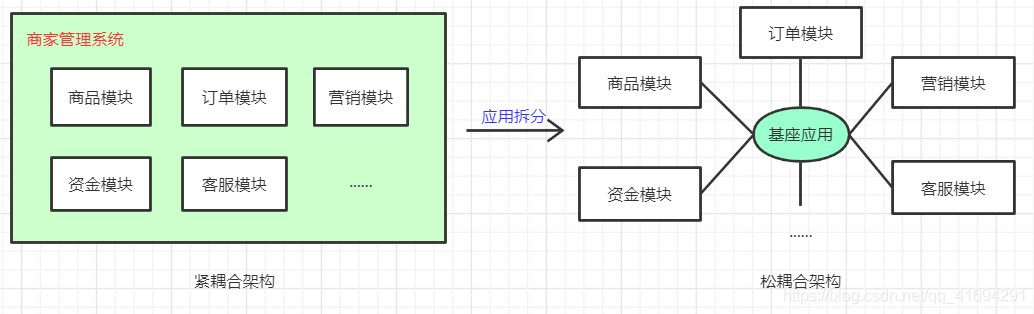 商家管理系统
商品模块
订单模块
营销模块
资金模块
客服模块
......
紧耦合架构
应用拆分
订单模块
商品模块
营销模块
基座应用
资金模块
客服模块
......
松耦合架构
https://blog.csdn.net/qq_41694291